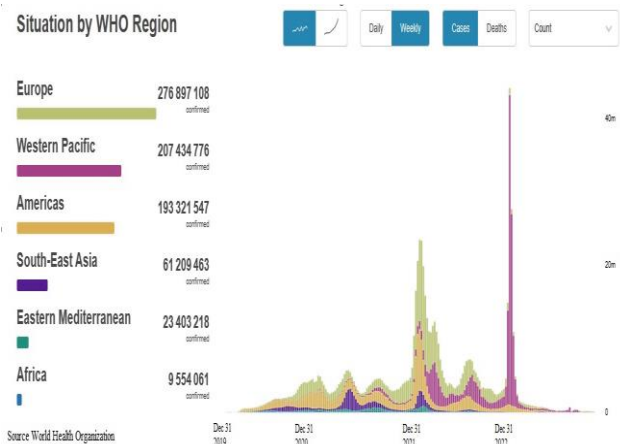 Situation by WHO Region
Daily
Weekly
Cases
Deaths
Count
Europe
276 897 108
confirmed
Western Pacific
207 434 776
confirmed
Americas
193 321 547
confirmed
South-East Asia
61 209 463
confirmed
Eastern Mediterranean
23 403 218
confirmed
Africa
9 554 061
confirmed
40m
20m
0
Dec 31
2019
Dec 31
2020
Dec 31
2021
Dec 31
2022
Source World Health Organization